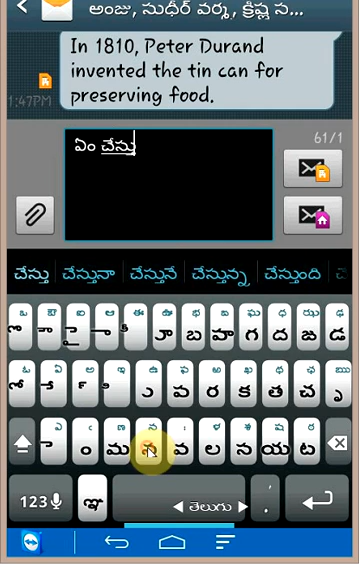 అంజు, సుధీర్ వర్మ, క్రిష్ణ స...
In 1810, Peter Durand
invented the tin can for
preserving food.
1:47PM
ఏం చేస్తు
61/1
చేస్తు చేస్తునా చేస్తునే చేస్తున్న చేస్తుంది
బ హ గ ద జ డ
ప ర క త చ
ం మ న వ ల స య ట
123 తెలుగు